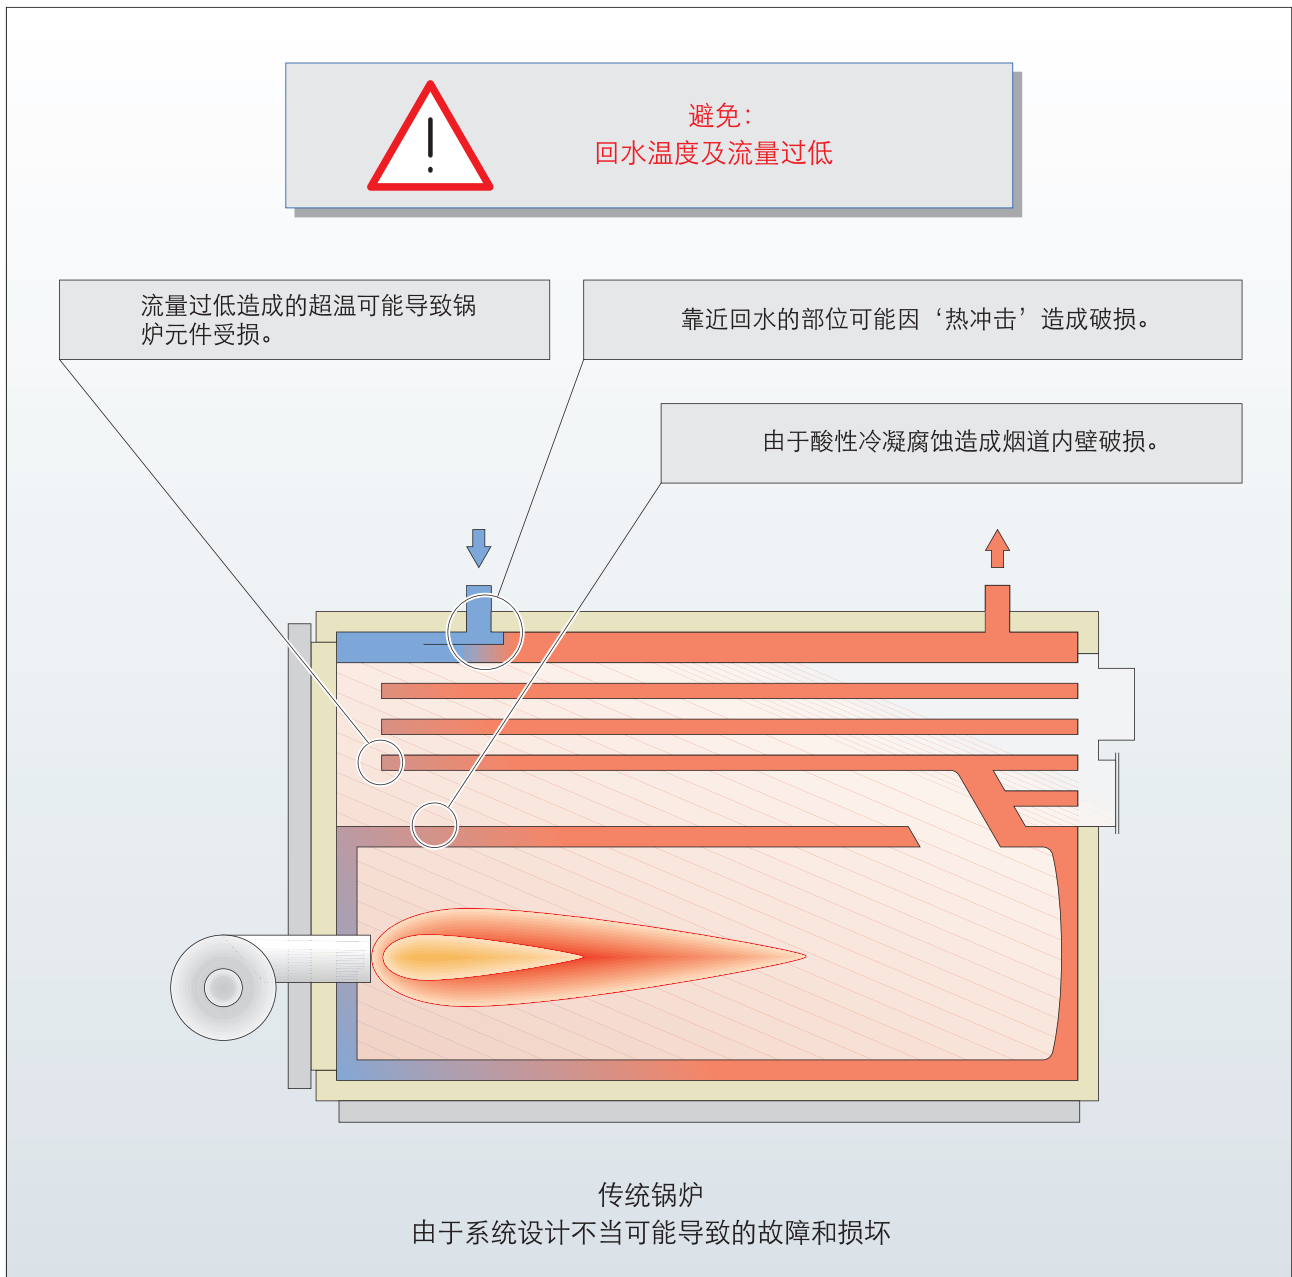 避免：
回水温度及流量过低
流量过低造成的超温可能导致锅
炉元件受损。
靠近回水的部位可能因‘热冲击’造成破损。
由于酸性冷凝腐蚀造成烟道内壁破损。
传统锅炉
由于系统设计不当可能导致的故障和损坏